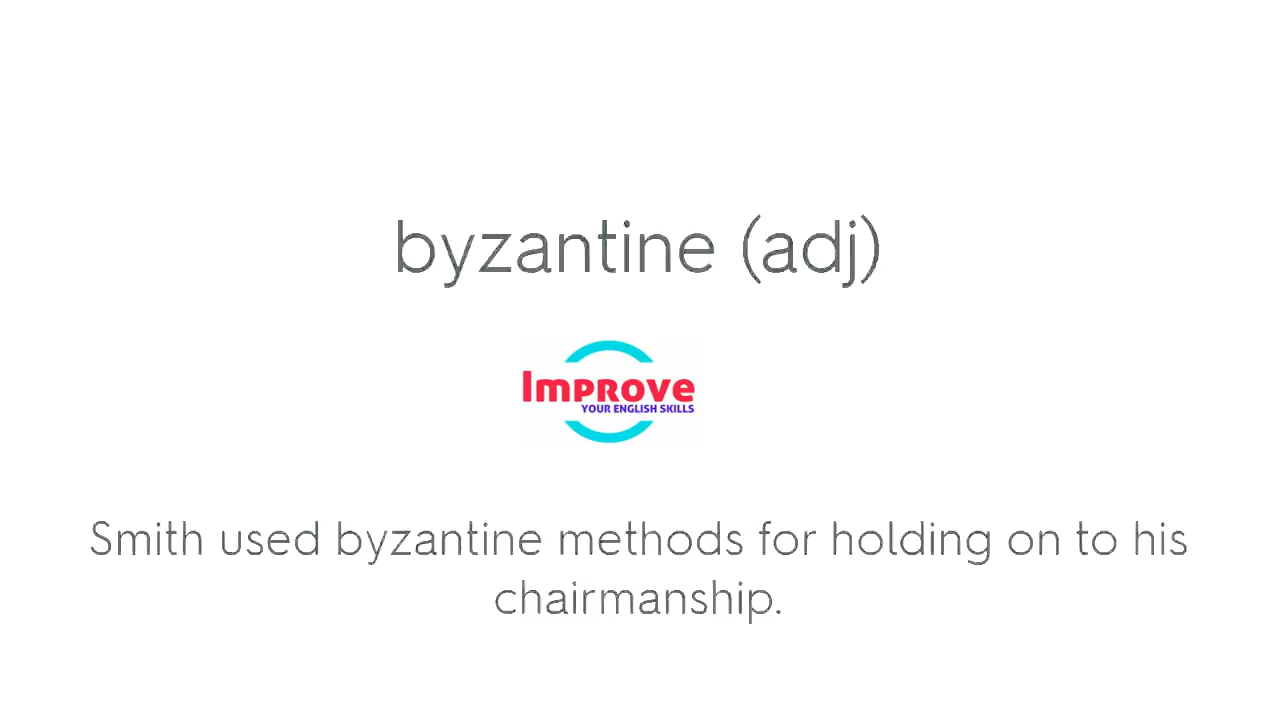 byzantine (adj)
Improve
YOUR ENGLISH SKILLS
Smith used byzantine methods for holding on to his
chairmanship.